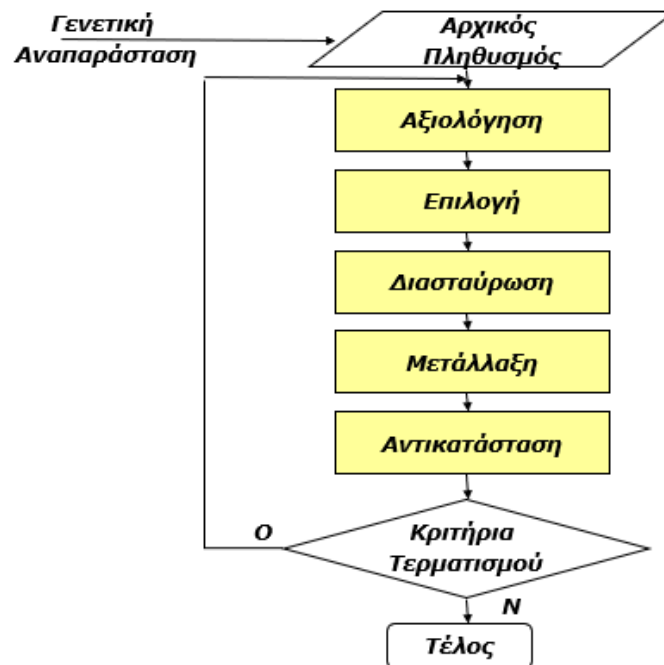 Γενετική
Αναπαράσταση
Αρχικός
Πληθυσμός
Αξιολόγηση
Επιλογή
Διασταύρωση
Μετάλλαξη
Αντικατάσταση
Κριτήρια
Τερματισμού
Ο
Ν
Τέλος